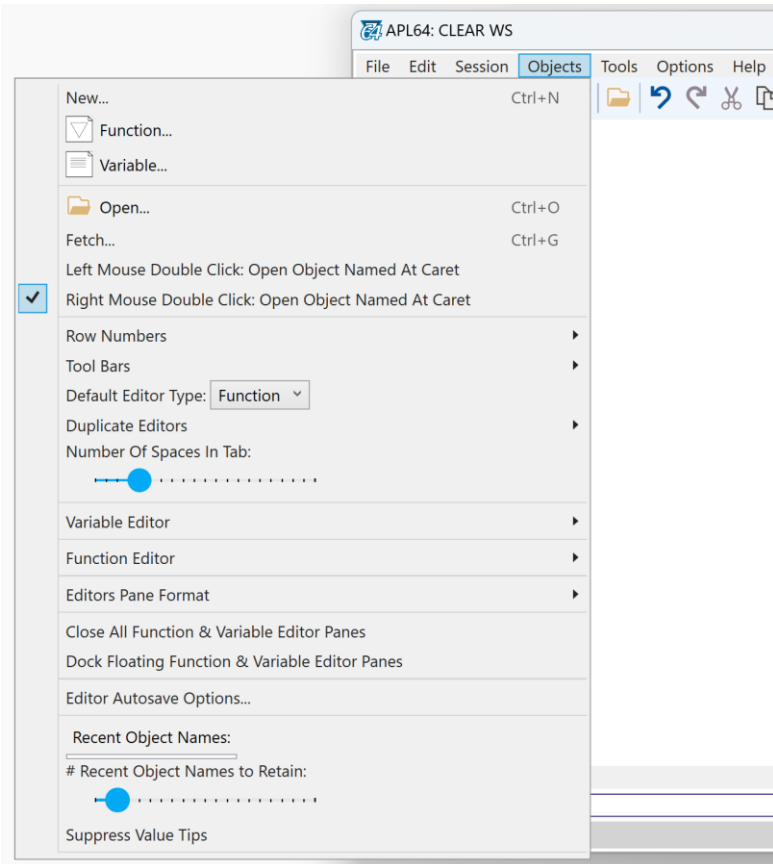 APL64: CLEAR WS
File Edit Session Objects Tools Options Help
New... Ctrl+N
Function...
Variable...
Open... Ctrl+O
Fetch... Ctrl+G
Left Mouse Double Click: Open Object Named At Caret
Right Mouse Double Click: Open Object Named At Caret
Row Numbers
Tool Bars
Default Editor Type: Function
Duplicate Editors
Number Of Spaces In Tab:
Variable Editor
Function Editor
Editors Pane Format
Close All Function & Variable Editor Panes
Dock Floating Function & Variable Editor Panes
Editor Autosave Options...
Recent Object Names:
# Recent Object Names to Retain:
Suppress Value Tips